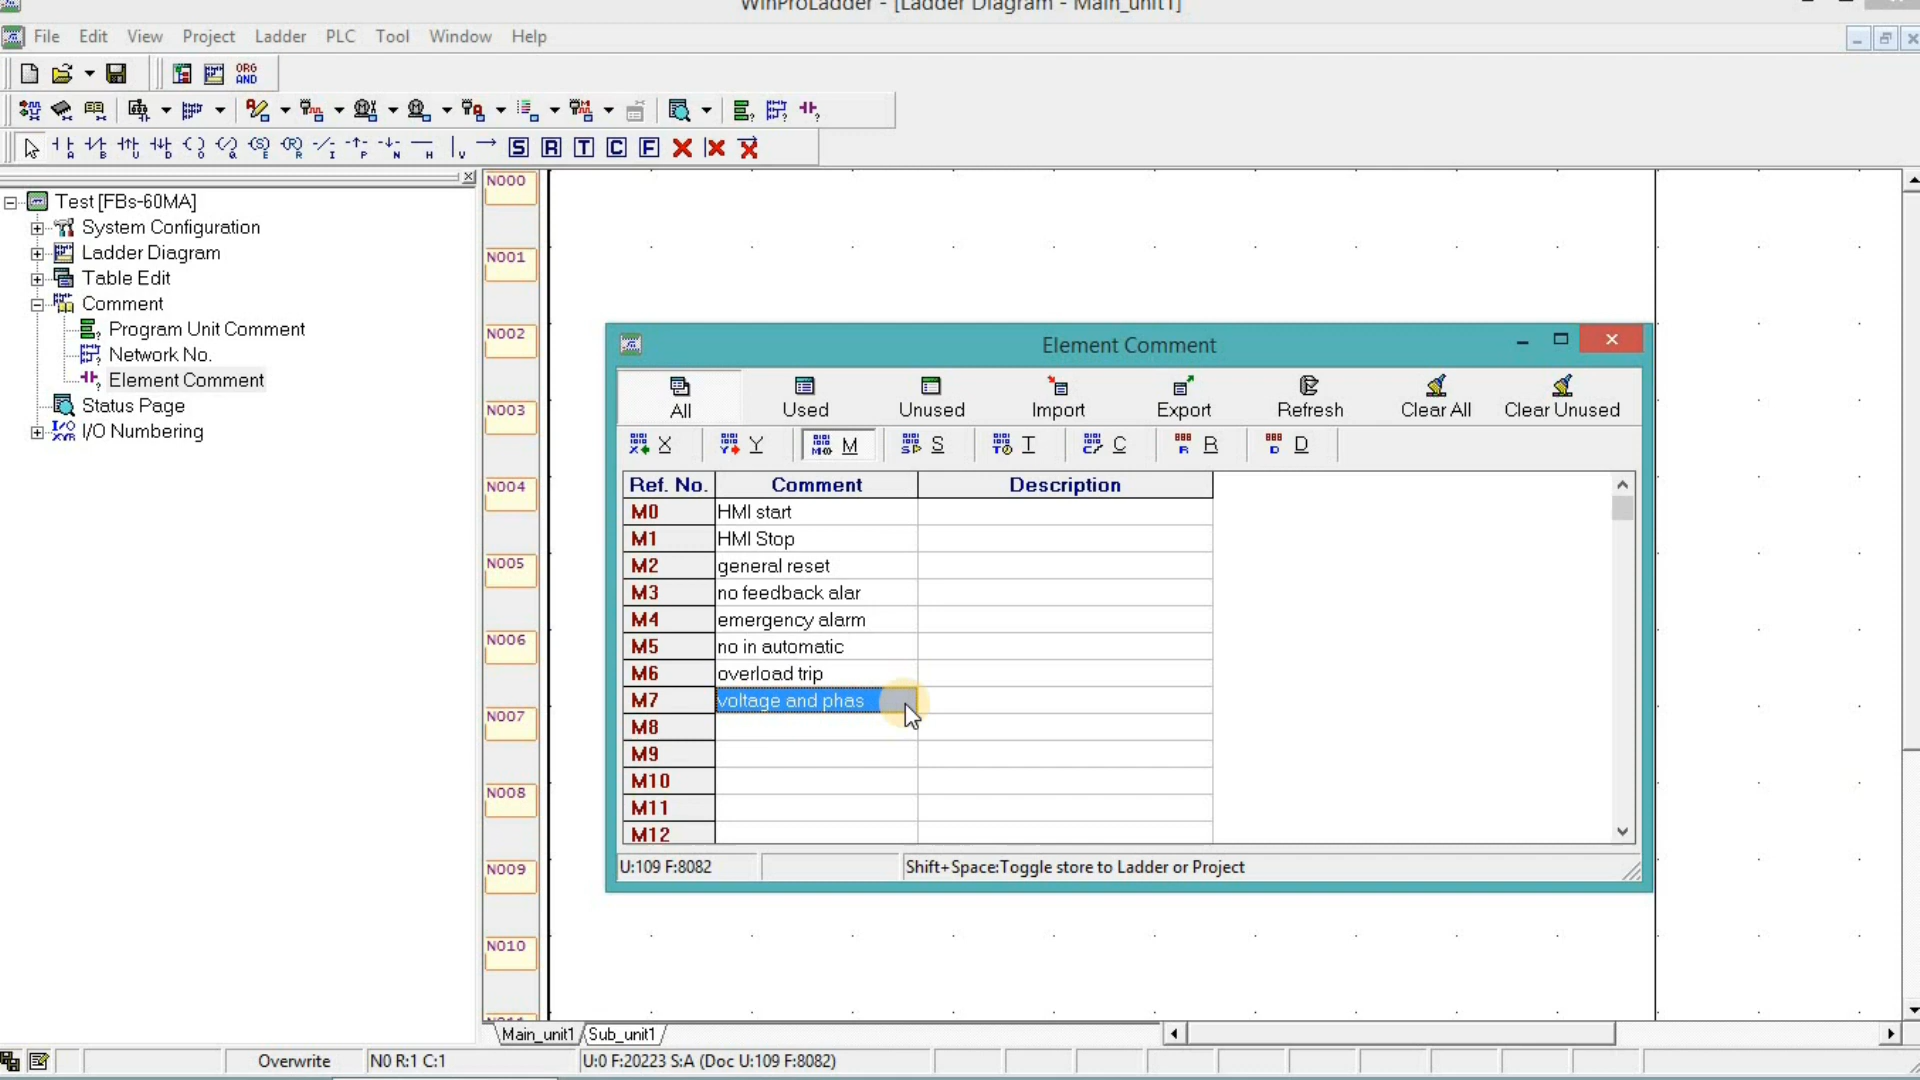 WinProLadder - [Ladder Diagram - Main_unit1]
File Edit View Project Ladder PLC Tool Window Help
ORG
AND
A B U D O Q E R I P N H V S R T C F
Test [FBs-60MA]
System Configuration
Ladder Diagram
Table Edit
Comment
Program Unit Comment
Network No.
Element Comment
Status Page
I/O Numbering
N000
N001
N002
N003
N004
N005
N006
N007
N008
N009
N010
Element Comment
All Used Unused Import Export Refresh Clear All Clear Unused
X Y M S T C R D
Ref. No. Comment Description
M0 HMI start
M1 HMI Stop
M2 general reset
M3 no feedback alar
M4 emergency alarm
M5 no in automatic
M6 overload trip
M7 voltage and phas
M8
M9
M10
M11
M12
U:109 F:8082 Shift+Space:Toggle store to Ladder or Project
Main_unit1 Sub_unit1
Overwrite N0 R:1 C:1 U:0 F:20223 S:A (Doc U:109 F:8082)